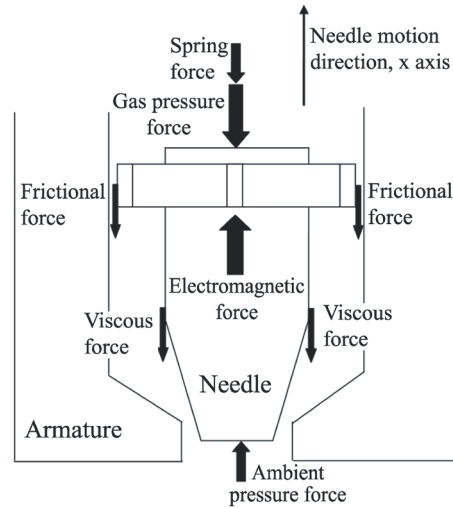 Spring
force
Needle motion
direction, x axis
Gas pressure
force
Frictional
force
Frictional
force
Electromagnetic
force
Viscous
force
Viscous
force
Needle
Armature
Ambient
pressure force